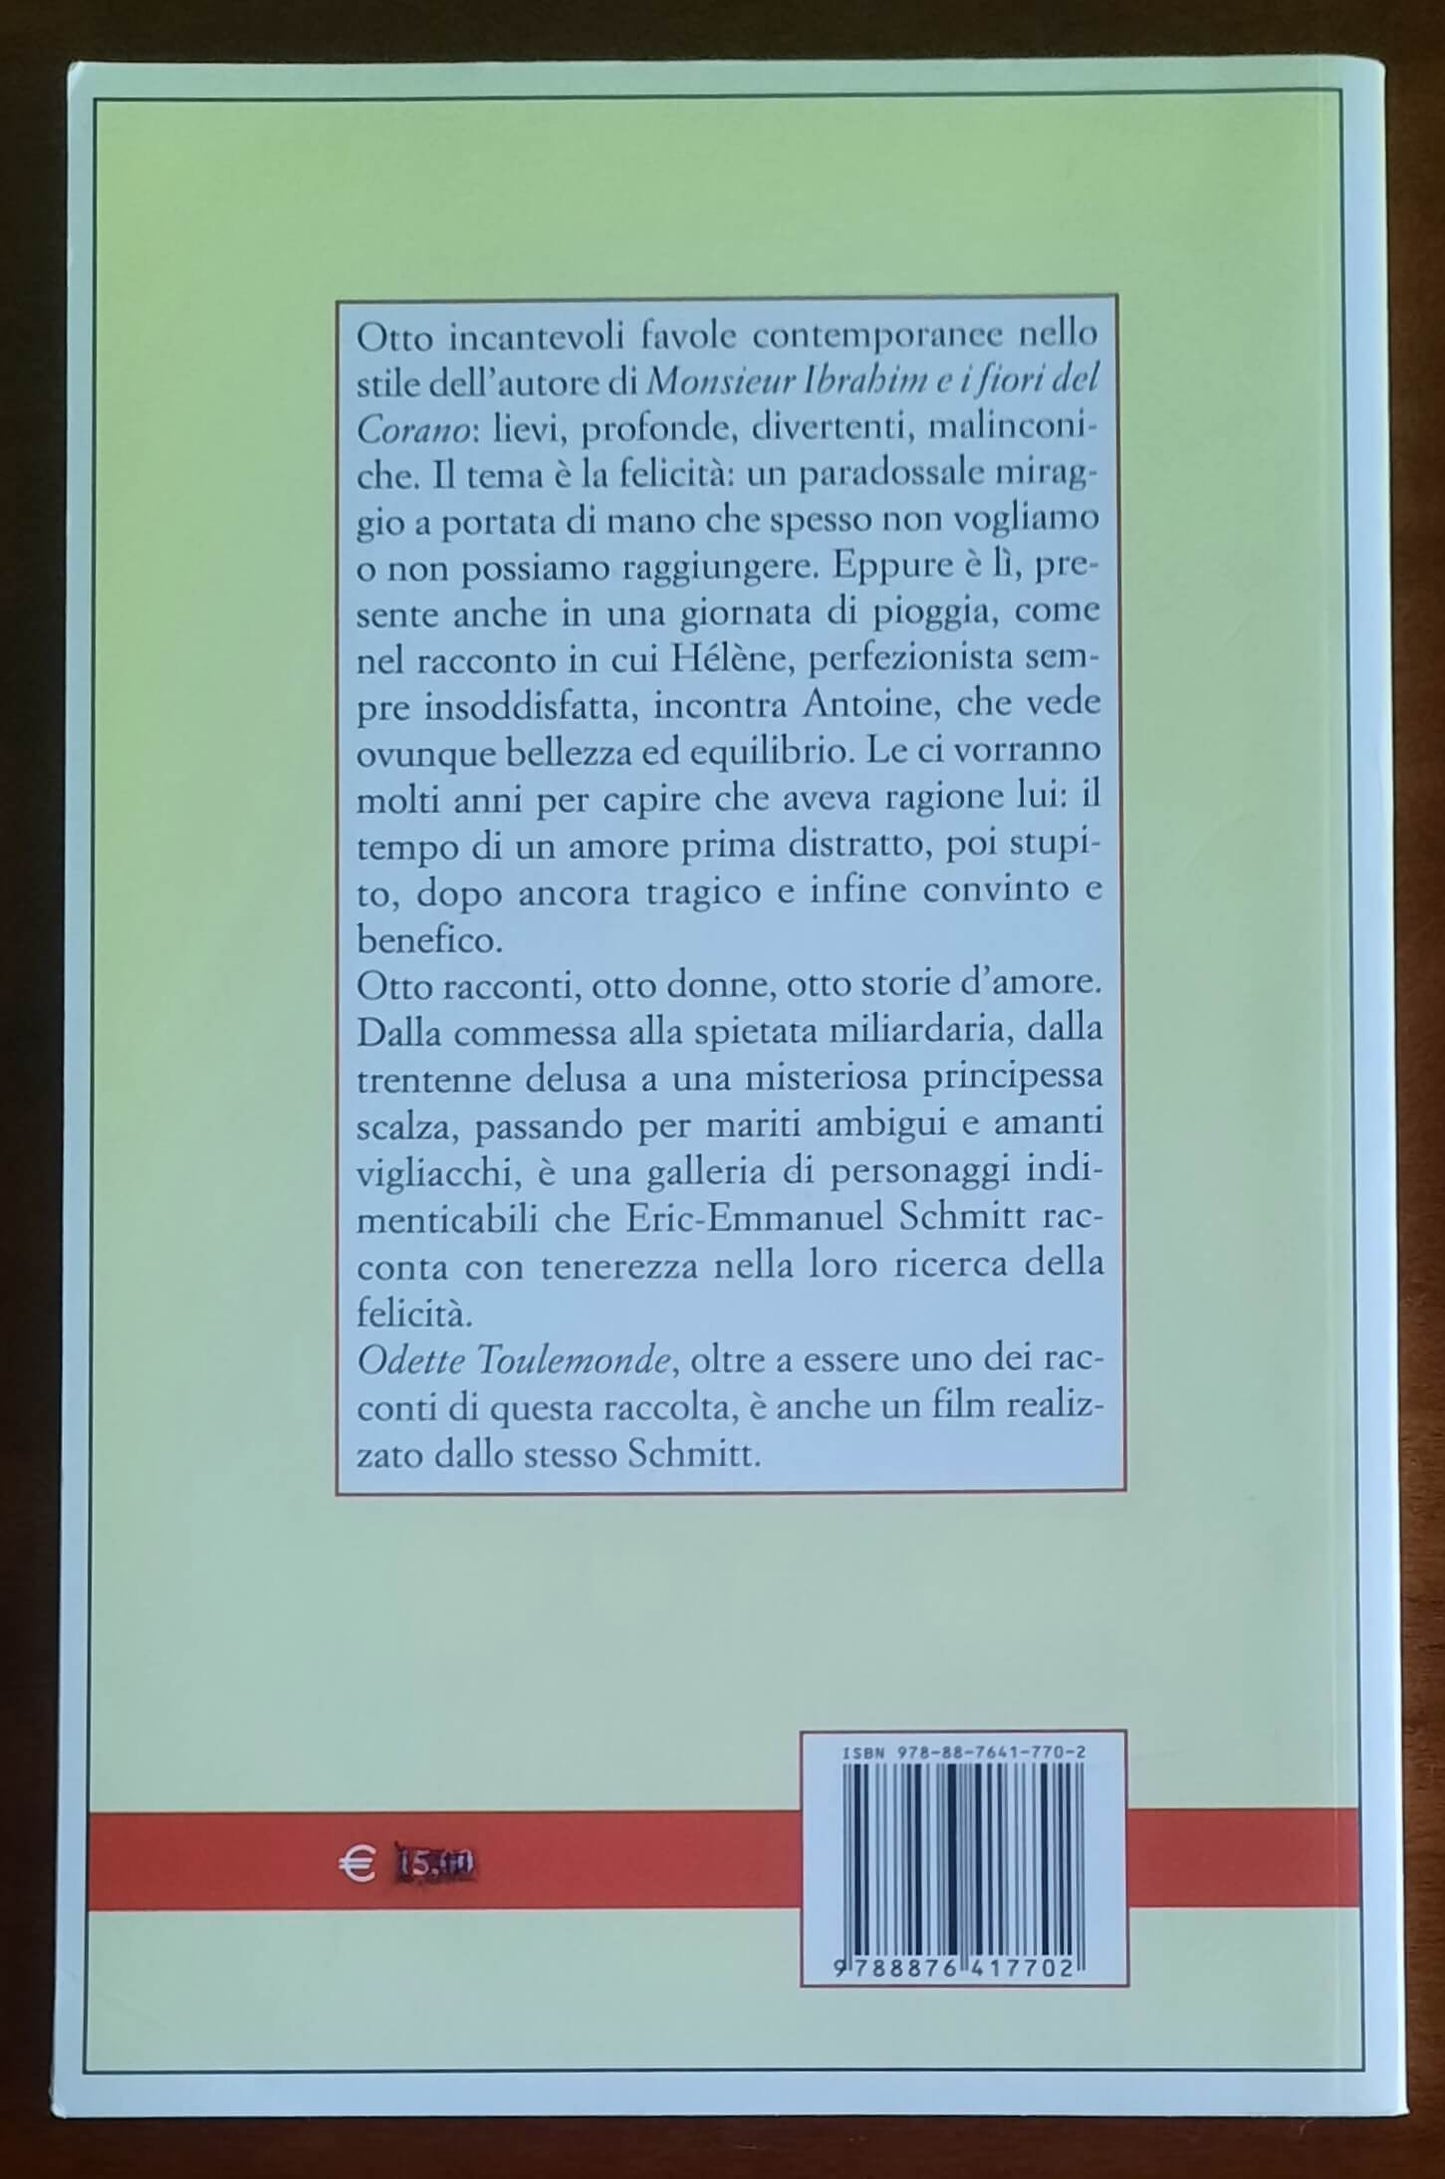 Otto incantevoli favole contemporanee nello
stile dell'autore di Monsieur Ibrahim e i fiori del
Corano: lievi, profonde, divertenti, malinconi-
che. Il tema è la felicità: un paradossale mirag-
gio a portata di mano che spesso non vogliamo
o non possiamo raggiungere. Eppure è lì, pre-
sente anche in una giornata di pioggia, come
nel racconto in cui Hélène, perfezionista sem-
pre insoddisfatta, incontra Antoine, che vede
ovunque bellezza ed equilibrio. Le ci vorranno
molti anni per capire che aveva ragione lui: il
tempo di un amore prima distratto, poi stupi-
to, dopo ancora tragico e infine convinto e
benefico.
Otto racconti, otto donne, otto storie d'amore.
Dalla commessa alla spietata miliardaria, dalla
trentenne delusa a una misteriosa principessa
scalza, passando per mariti ambigui e amanti
vigliacchi, è una galleria di personaggi indi-
menticabili che Eric-Emmanuel Schmitt rac-
conta con tenerezza nella loro ricerca della
felicità.
Odette Toulemonde, oltre a essere uno dei rac-
conti di questa raccolta, è anche un film realiz-
zato dallo stesso Schmitt.
ISBN 978-88-7641-770-2
€
9 788876 417702